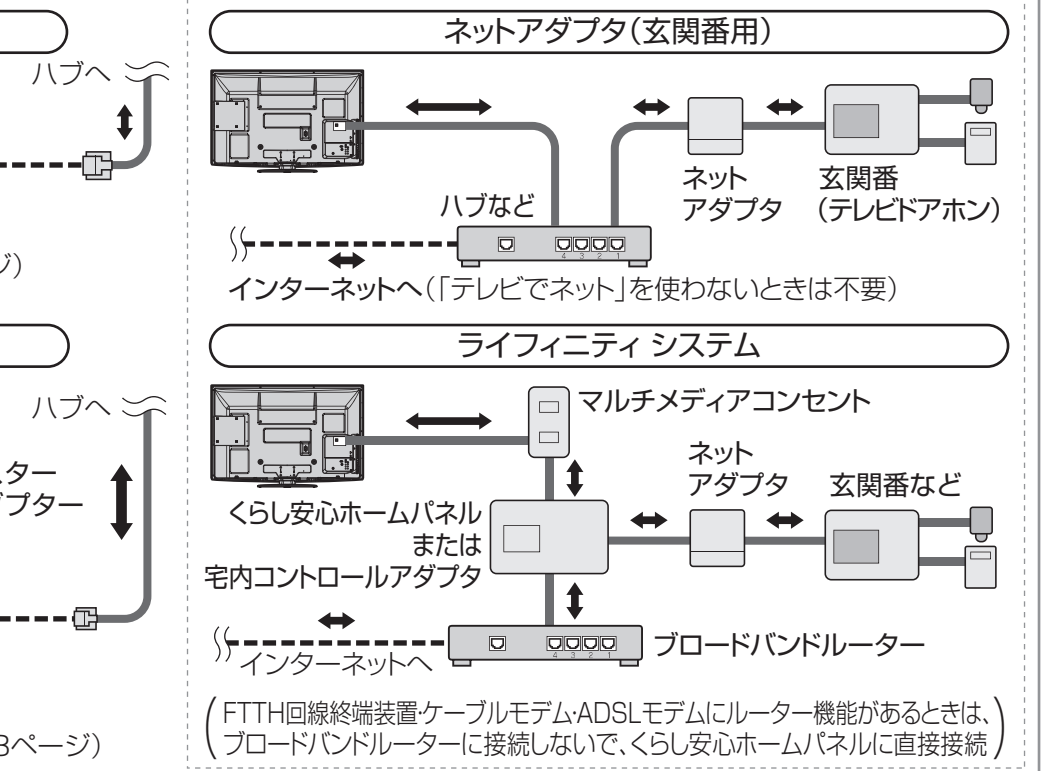 ハブへ
ハブへ
ネットアダプタ（玄関番用）
ハブなど
ネット
アダプタ
玄関番
（テレビドアホン）
4 3 2 1
インターネットへ（「テレビでネット」を使わないときは不要）
ライフィニティ システム
マルチメディアコンセント
ネット
アダプタ
玄関番など
くらし安心ホームパネル
または
宅内コントロールアダプタ
4 3 2 1
ブロードバンドルーター
インターネットへ
（FTTH回線終端装置・ケーブルモデム・ADSLモデムにルーター機能があるときは、
ブロードバンドルーターに接続しないで、くらし安心ホームパネルに直接接続）